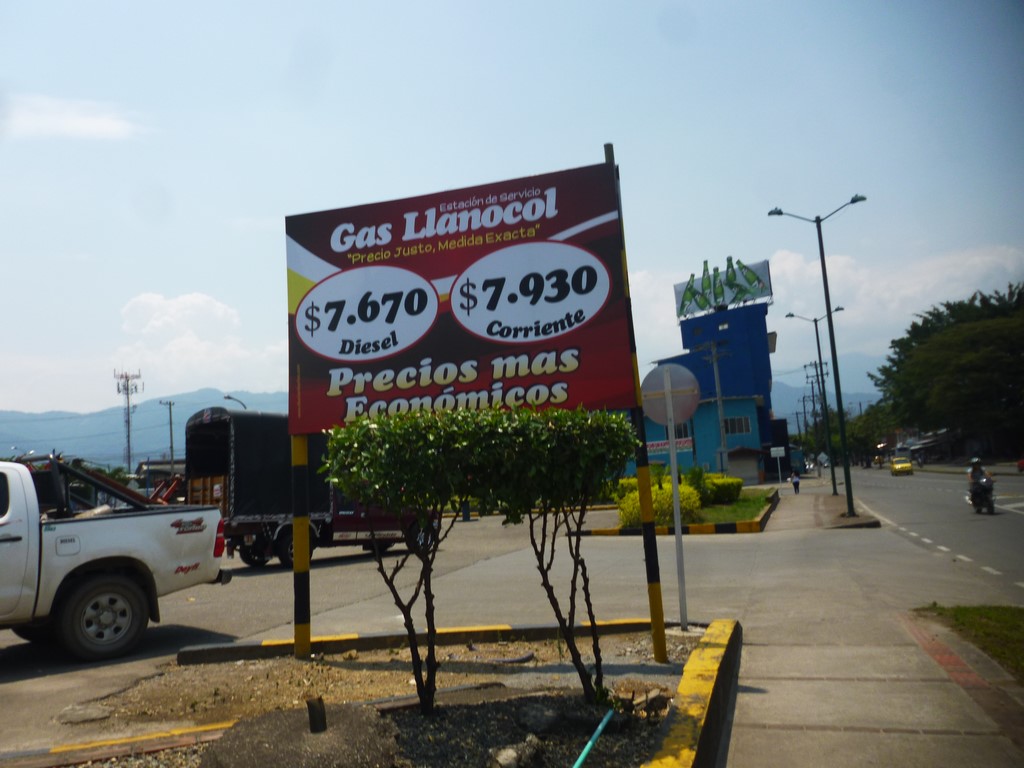 Estación de Servicio
Gas Llanocol
"Precio Justo, Medida Exacta"
$7.670
Diesel
$7.930
Corriente
Precios mas
Económicos